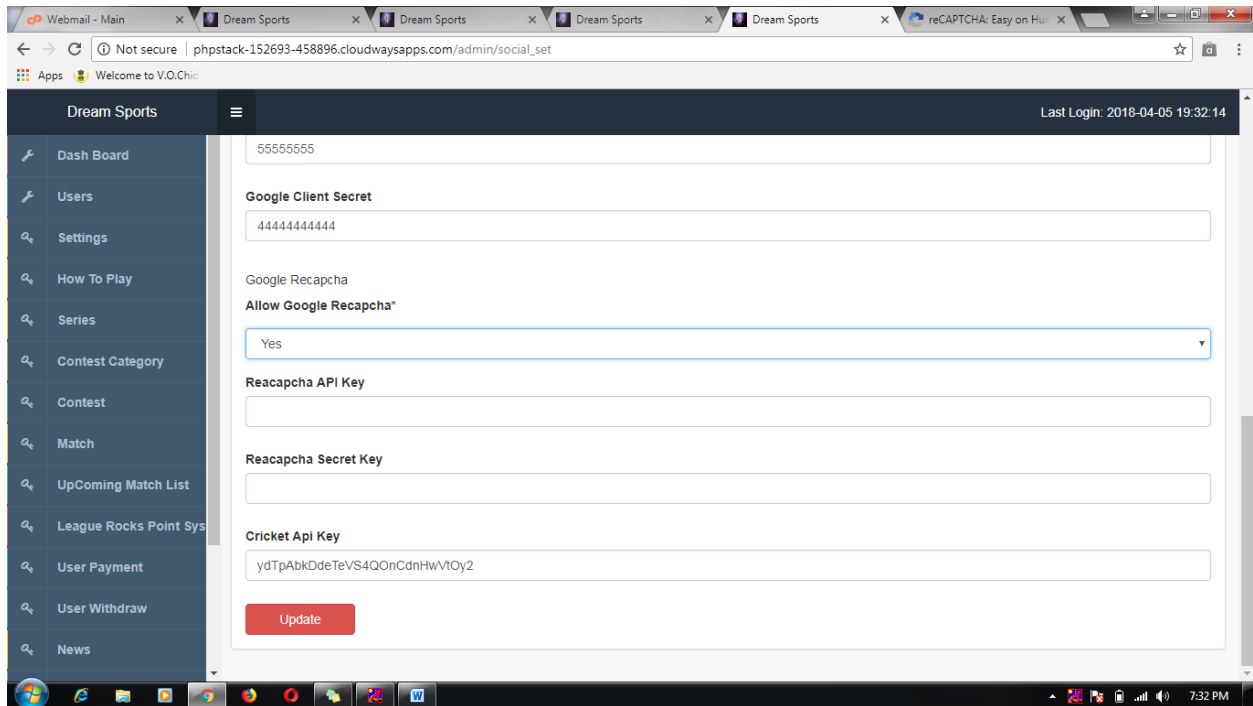 Webmail - Main
Dream Sports
Dream Sports
Dream Sports
Dream Sports
reCAPTCHA: Easy on Hur
Not secure | phpstack-152693-458896.cloudwaysapps.com/admin/social_set
Apps Welcome to V.O.Chid
Dream Sports
Last Login: 2018-04-05 19:32:14
Dash Board
Users
Settings
How To Play
Series
Contest Category
Contest
Match
UpComing Match List
League Rocks Point Sys
User Payment
User Withdraw
News
55555555
Google Client Secret
44444444444
Google Recapcha
Allow Google Recapcha*
Yes
Reacapcha API Key
Reacapcha Secret Key
Cricket Api Key
ydTpAbkDdeTeVS4QOnCdnHwVtOy2
Update
7:32 PM